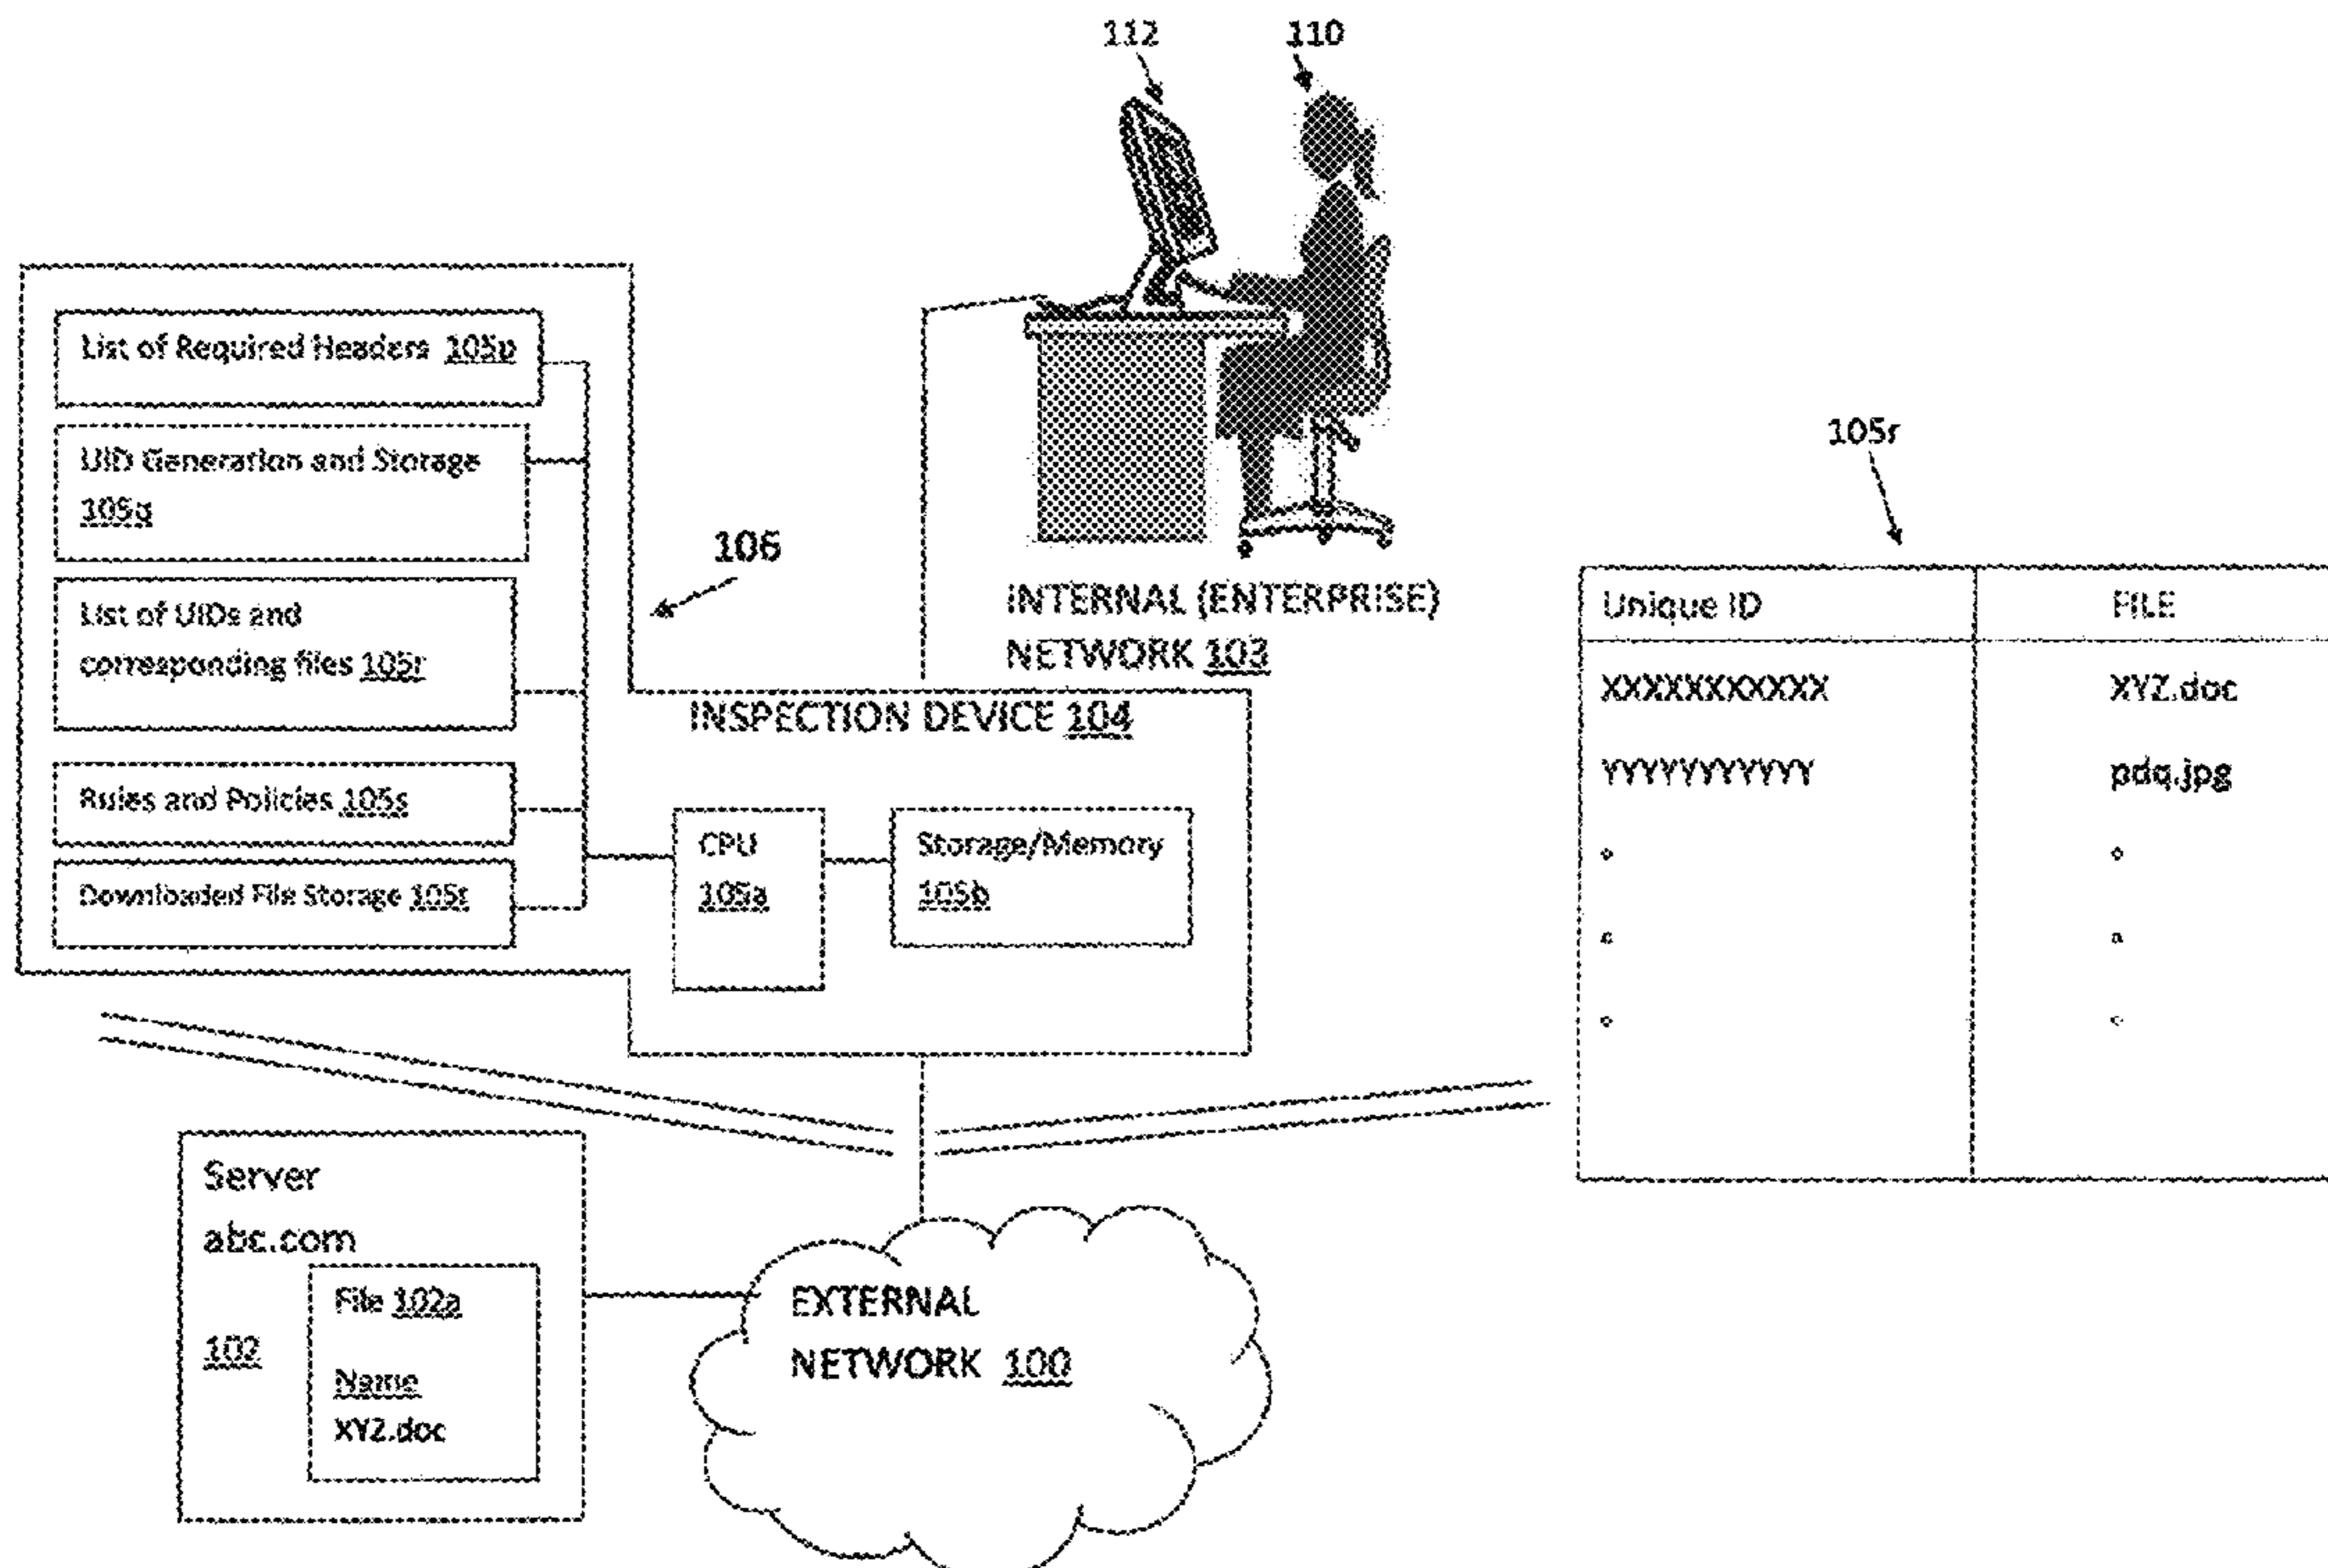 112
110
List of Required Headers 105p
UID Generation and Storage
105q
List of UIDs and
corresponding files 105r
Rules and Policies 105s
Downloaded File Storage 105t
106
INTERNAL (ENTERPRISE)
NETWORK 103
INSPECTION DEVICE 104
CPU
105a
Storage/Memory
105b
105r
Unique ID
FILE
XXXXXXXXXXX
XYZ.doc
YYYYYYYYYYY
pdq.jpg
Server
abc.com
102
File 102a
Name
XYZ.doc
EXTERNAL
NETWORK 100